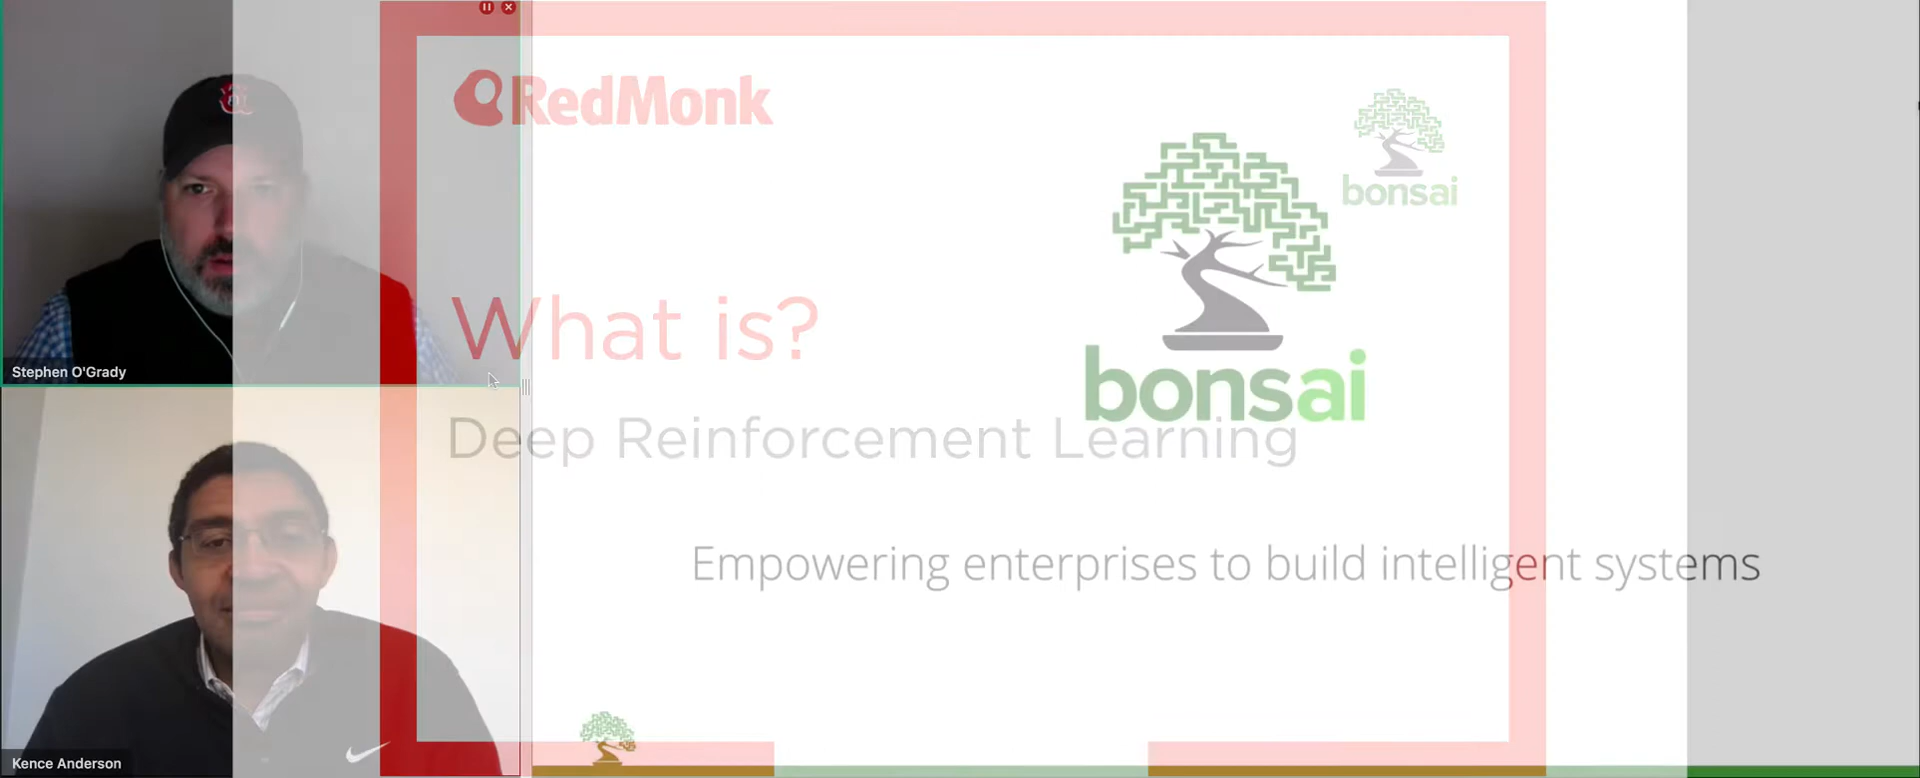 RedMonk
bonsai
What is?
bonsai
Deep Reinforcement Learning
Empowering enterprises to build intelligent systems
Stephen O'Grady
Kence Anderson